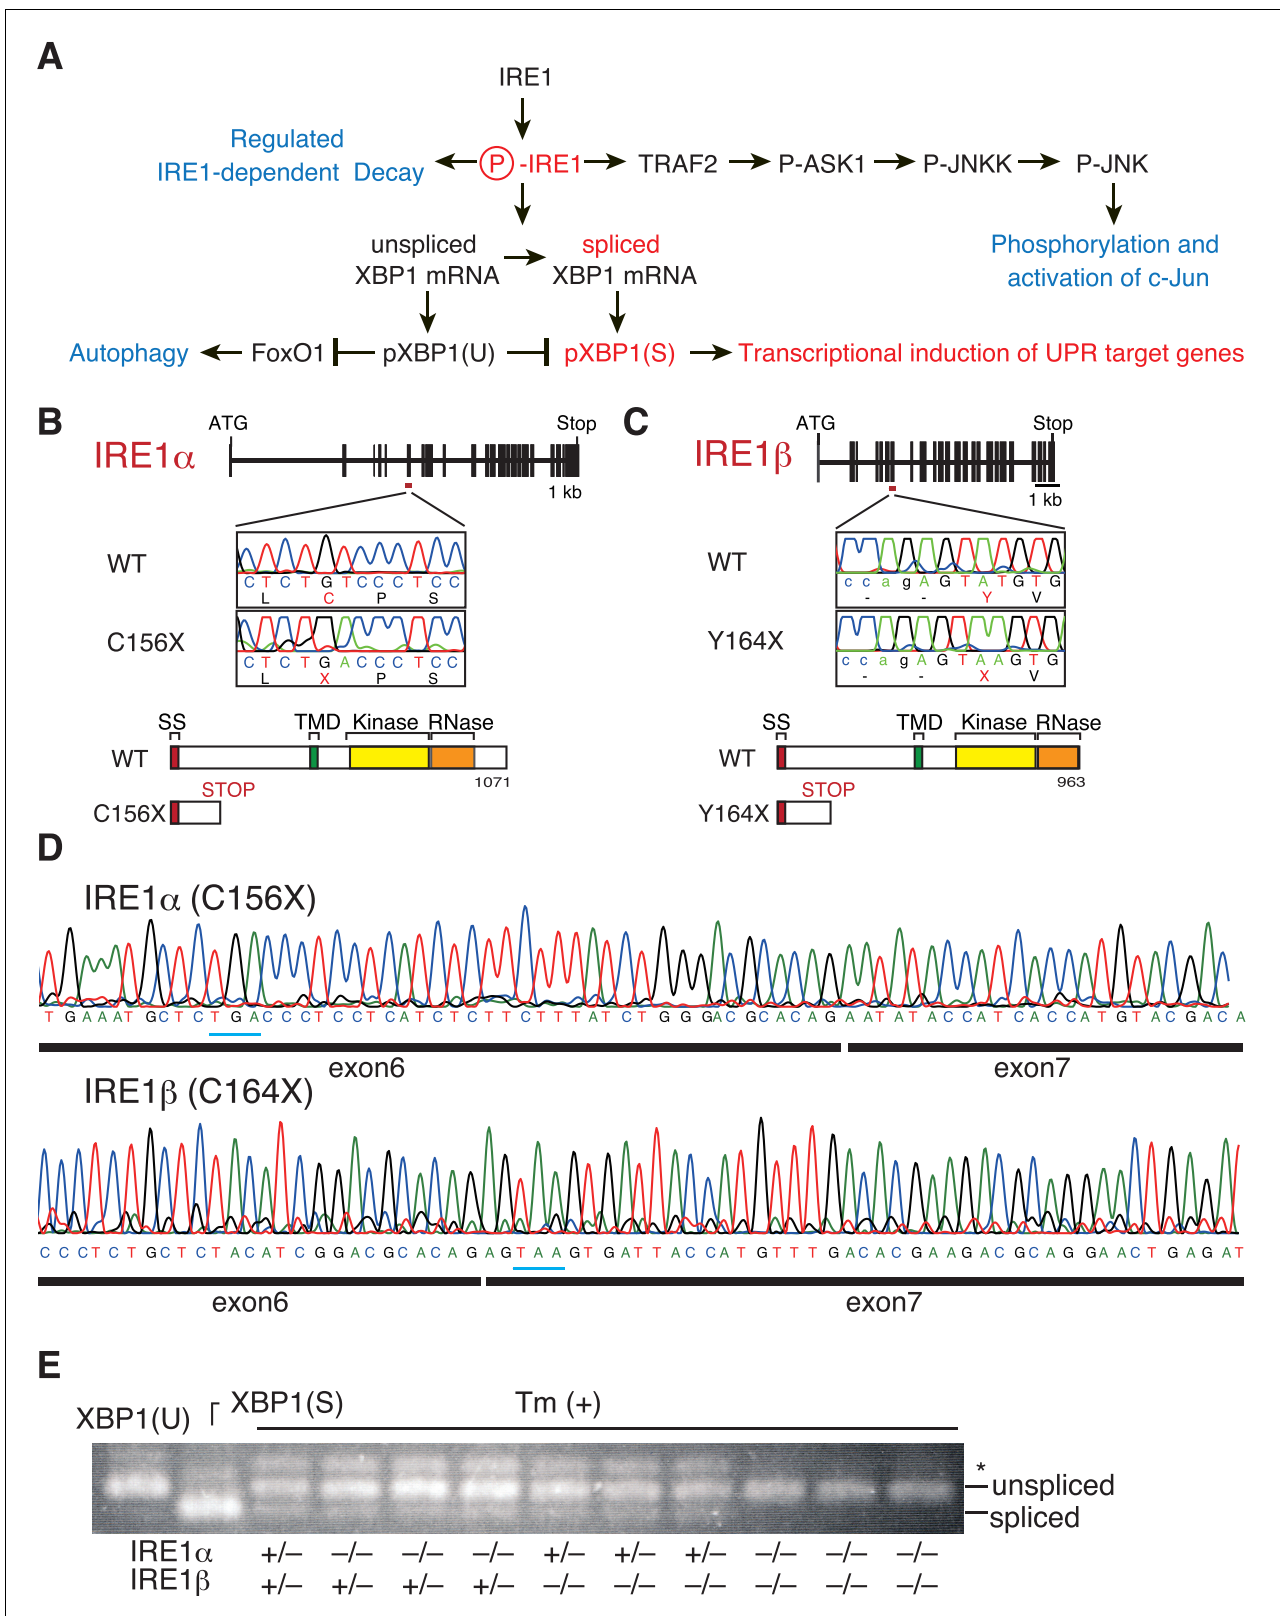 A
IRE1
Regulated
IRE1-dependent Decay
P -IRE1
TRAF2
P-ASK1
P-JNKK
P-JNK
unspliced
XBP1 mRNA
spliced
XBP1 mRNA
Phosphorylation and
activation of c-Jun
Autophagy
FoxO1
pXBP1(U)
pXBP1(S)
Transcriptional induction of UPR target genes
B
IRE1α
ATG
Stop
1 kb
WT
C T C T G T C C C T C C
L C P S
C156X
C T C T G A C C C T C C
L X P S
SS
TMD
Kinase
RNase
WT
1071
STOP
C156X
C
IRE1β
ATG
Stop
1 kb
WT
c c a g A G T A T G T G
- - Y V
Y164X
c c a g A G T A A G T G
- - X V
SS
TMD
Kinase
RNase
WT
963
STOP
Y164X
D
IRE1α (C156X)
T G A A A T G C T C T G A C C C T C C T C A T C T C T T C T T T A T C T G G G A C G C A C A G A A T A T A C C A T C A C C A T G T A C G A C A
exon6
exon7
IRE1β (C164X)
C C C T C T G C T C T A C A T C G G A C G C A C A G A G T A A G T G A T T A C C A T G T T T G A C A C G A A G A C G C A G G A A C T G A G A T
exon6
exon7
E
XBP1(U)
XBP1(S)
Tm (+)
*
unspliced
spliced
IRE1α +/– –/– –/– –/– +/– +/– +/– –/– –/– –/–
IRE1β +/– +/– +/– +/– –/– –/– –/– –/– –/– –/–